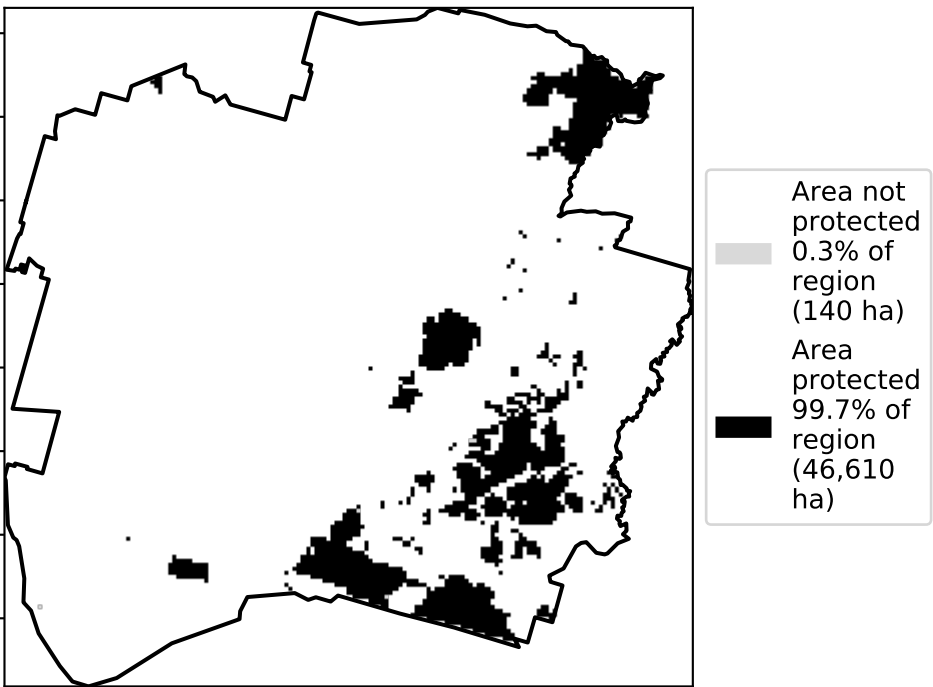 Area not
protected
0.3% of
region
(140 ha)
Area
protected
99.7% of
region
(46,610
ha)